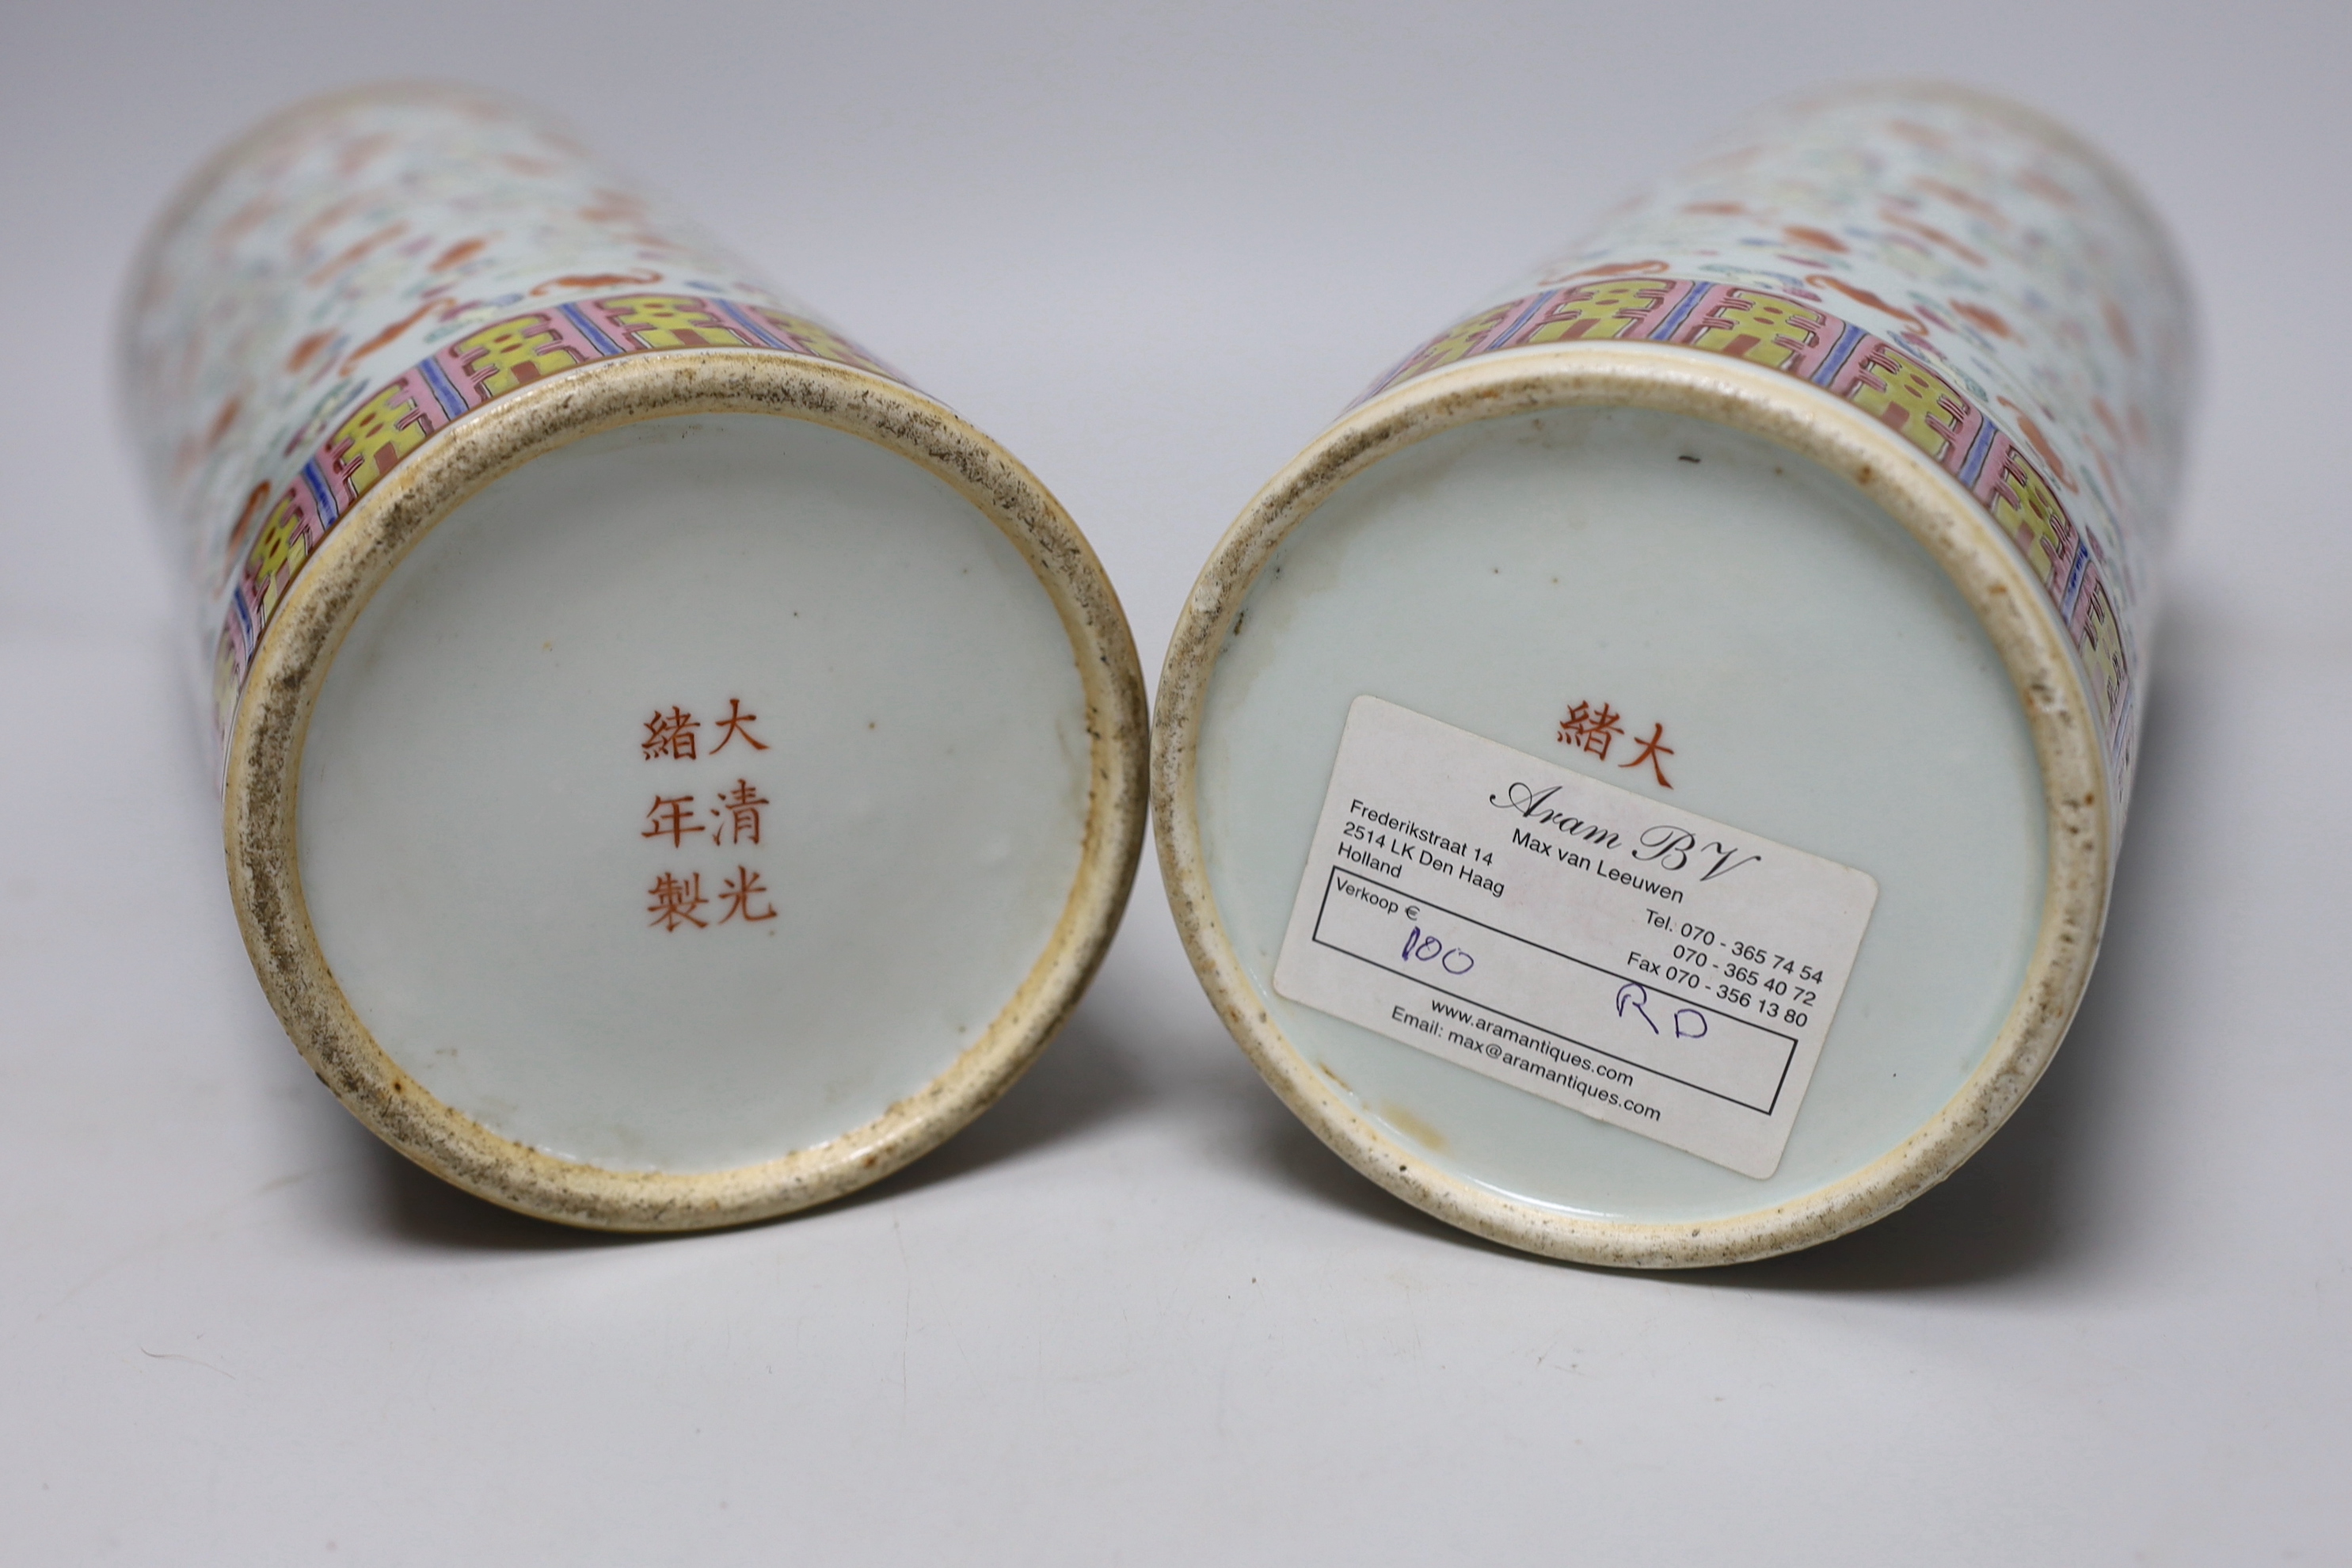 大清光
緒年製
大
緒
Aram BV
Max van Leeuwen
Frederikstraat 14
2514 LK Den Haag
Holland
Tel. 070 - 365 74 54
070 - 365 40 72
Fax 070 - 356 13 80
Verkoop €
100
RD
www.aramantiques.com
Email: max@aramantiques.com